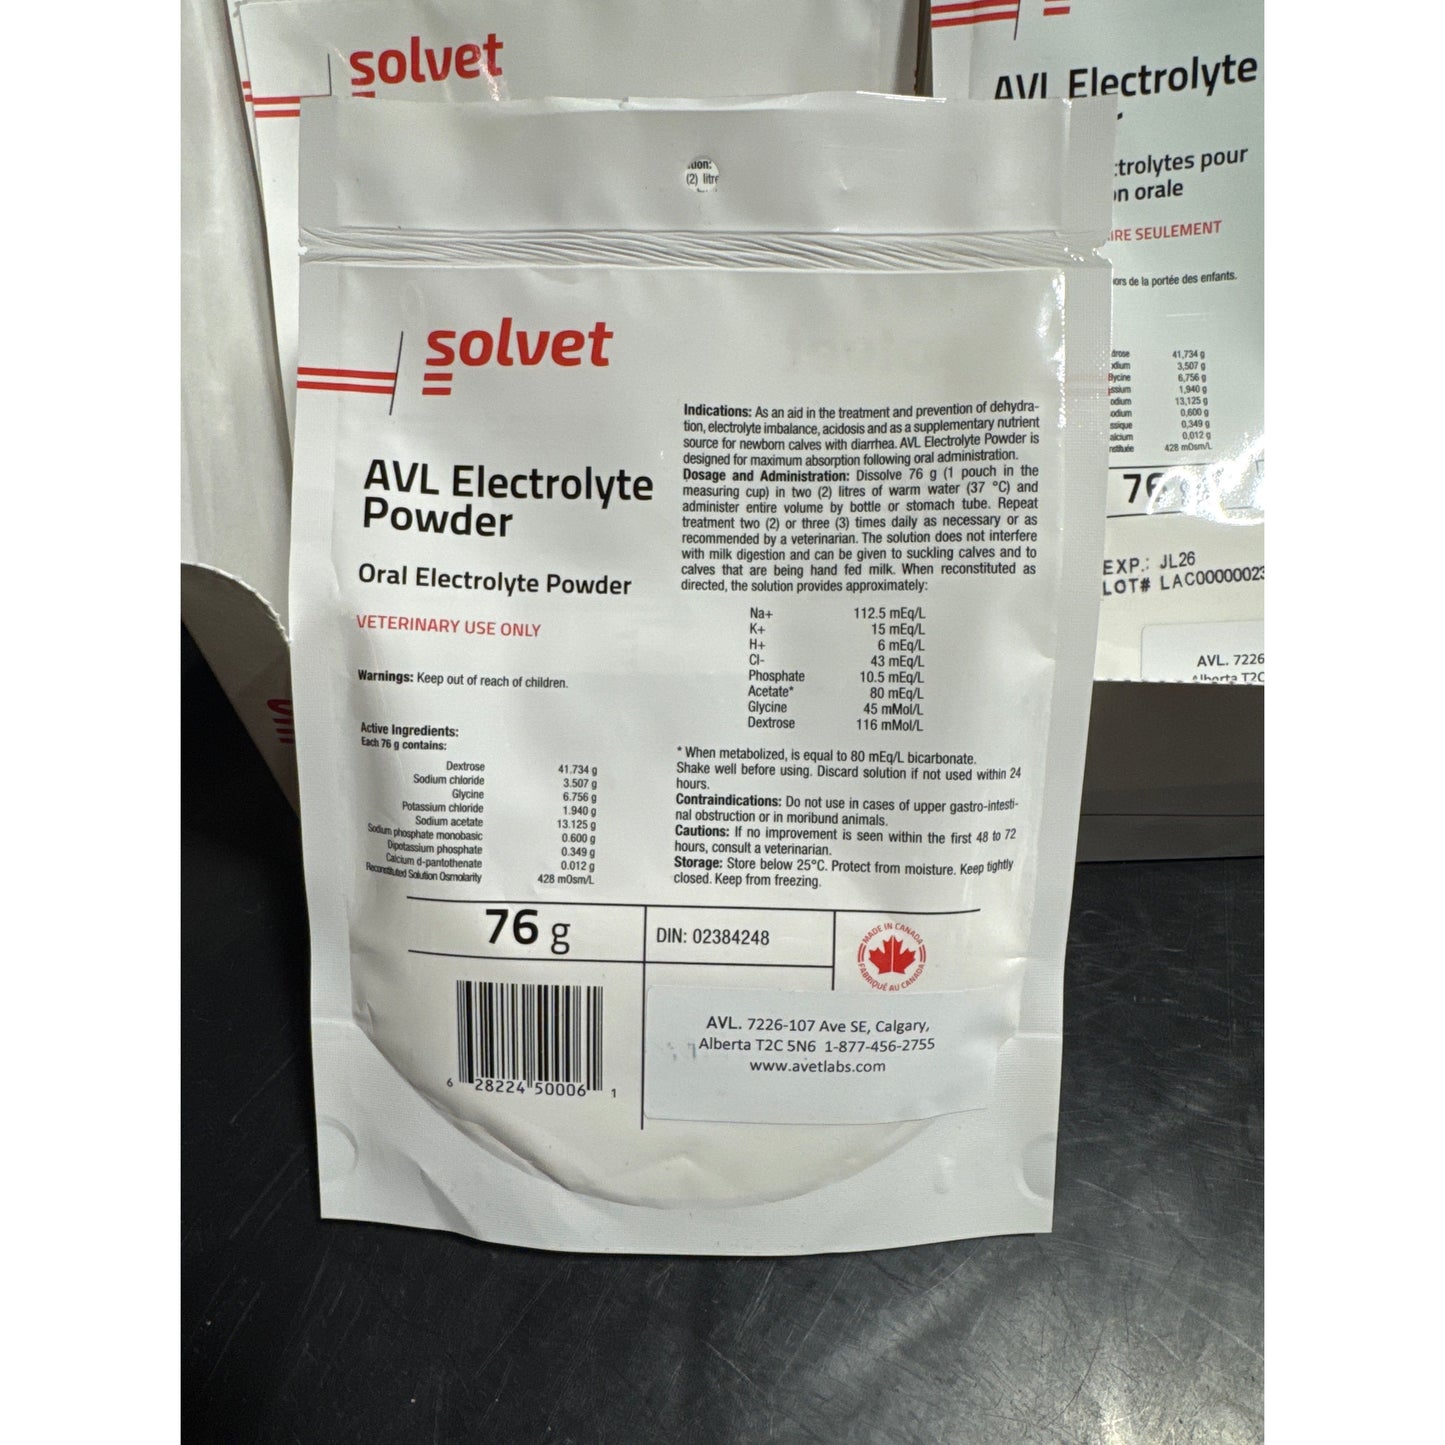 solvet
AVL Electrolyte
trolytes pour
on orale
IRE SEULEMENT
ors de la portée des enfants.
drose 41,734 g
odium 3,507 g
Glycine 6,756 g
ssium 1,940 g
odium 13,125 g
odium 0,600 g
ssique 0,349 g
alcium 0,012 g
nstituée 428 mOsm/L
76
EXP.: JL26
LOT# LAC00000023
AVL. 7226
Alberta T2C
(2) litre
solvet
AVL Electrolyte
Powder
Oral Electrolyte Powder
VETERINARY USE ONLY
Warnings: Keep out of reach of children.
Active Ingredients:
Each 76 g contains:
Dextrose 41.734 g
Sodium chloride 3.507 g
Glycine 6.756 g
Potassium chloride 1.940 g
Sodium acetate 13.125 g
Sodium phosphate monobasic 0.600 g
Dipotassium phosphate 0.349 g
Calcium d-pantothenate 0.012 g
Reconstituted Solution Osmolarity 428 mOsm/L
Indications: As an aid in the treatment and prevention of dehydra-
tion, electrolyte imbalance, acidosis and as a supplementary nutrient
source for newborn calves with diarrhea. AVL Electrolyte Powder is
designed for maximum absorption following oral administration.
Dosage and Administration: Dissolve 76 g (1 pouch in the
measuring cup) in two (2) litres of warm water (37 °C) and
administer entire volume by bottle or stomach tube. Repeat
treatment two (2) or three (3) times daily as necessary or as
recommended by a veterinarian. The solution does not interfere
with milk digestion and can be given to suckling calves and to
calves that are being hand fed milk. When reconstituted as
directed, the solution provides approximately:
Na+ 112.5 mEq/L
K+ 15 mEq/L
H+ 6 mEq/L
Cl- 43 mEq/L
Phosphate 10.5 mEq/L
Acetate* 80 mEq/L
Glycine 45 mMol/L
Dextrose 116 mMol/L
* When metabolized, is equal to 80 mEq/L bicarbonate.
Shake well before using. Discard solution if not used within 24
hours.
Contraindications: Do not use in cases of upper gastro-intesti-
nal obstruction or in moribund animals.
Cautions: If no improvement is seen within the first 48 to 72
hours, consult a veterinarian.
Storage: Store below 25°C. Protect from moisture. Keep tightly
closed. Keep from freezing.
76 g
DIN: 02384248
MADE IN CANADA
FABRIQUÉ AU CANADA
6 28224 50006 1
AVL. 7226-107 Ave SE, Calgary,
Alberta T2C 5N6 1-877-456-2755
www.avetlabs.com